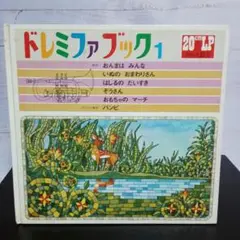 ドレミファブック1
20cm LP
おんまは みんな
いぬの おまわりさん
はしるの だいすき
ぞうさん
おもちゃの マーチ
バンビ